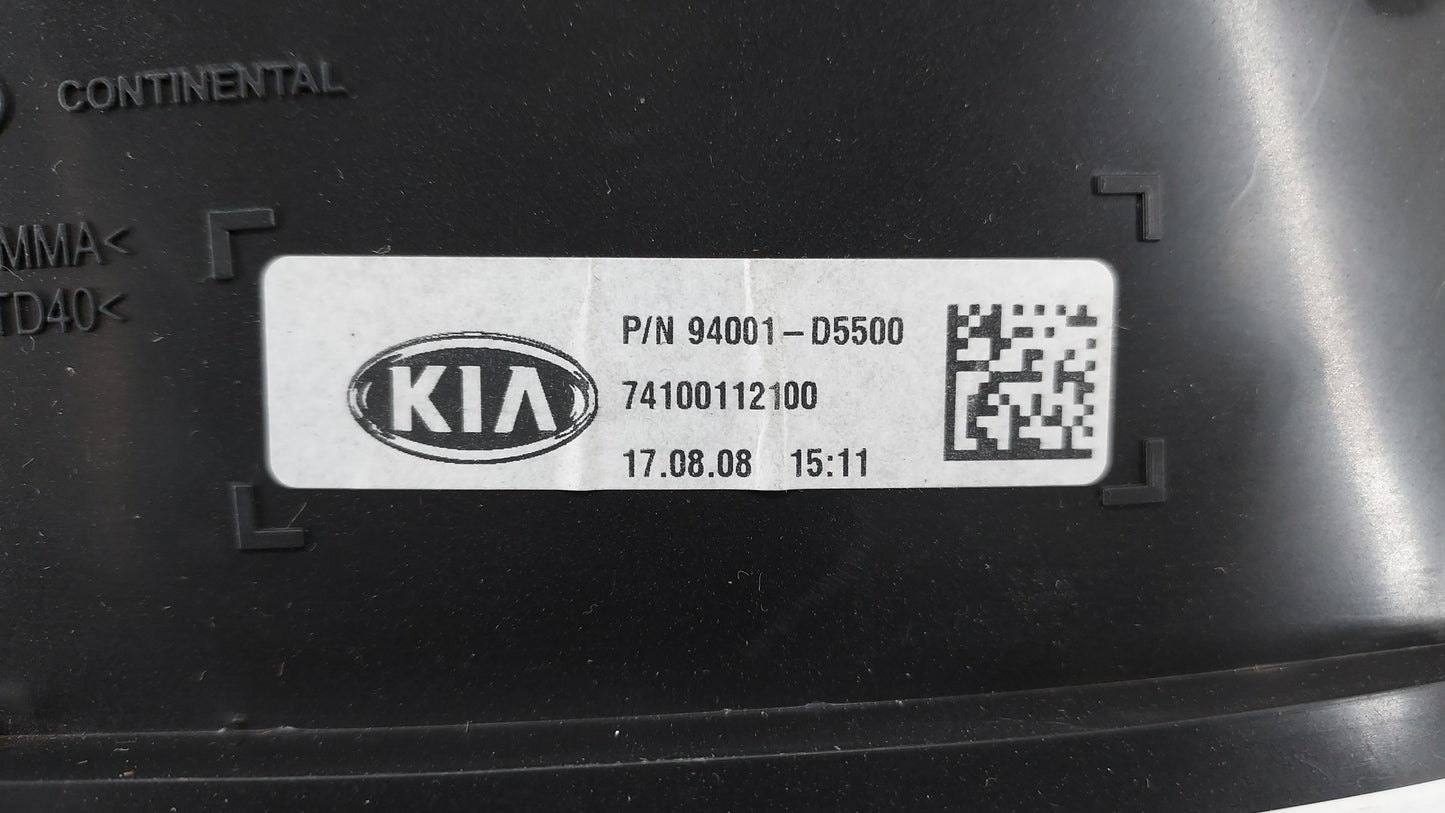 CONTINENTAL
MMA<
TD40<
KIA
P/N 94001-D5500
74100112100
17.08.08 15:11